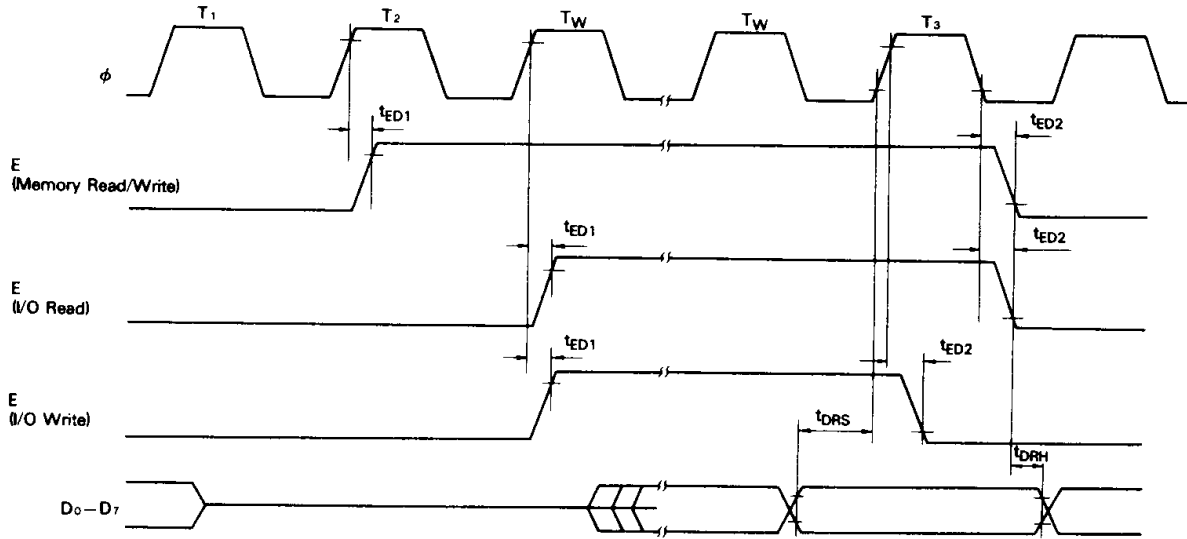 T1 T2 TW TW T3
φ
tED1 tED2
E
(Memory Read/Write)
tED1 tED2
E
(I/O Read)
tED1 tED2
E
(I/O Write)
tDRS
tDRH
D0–D7